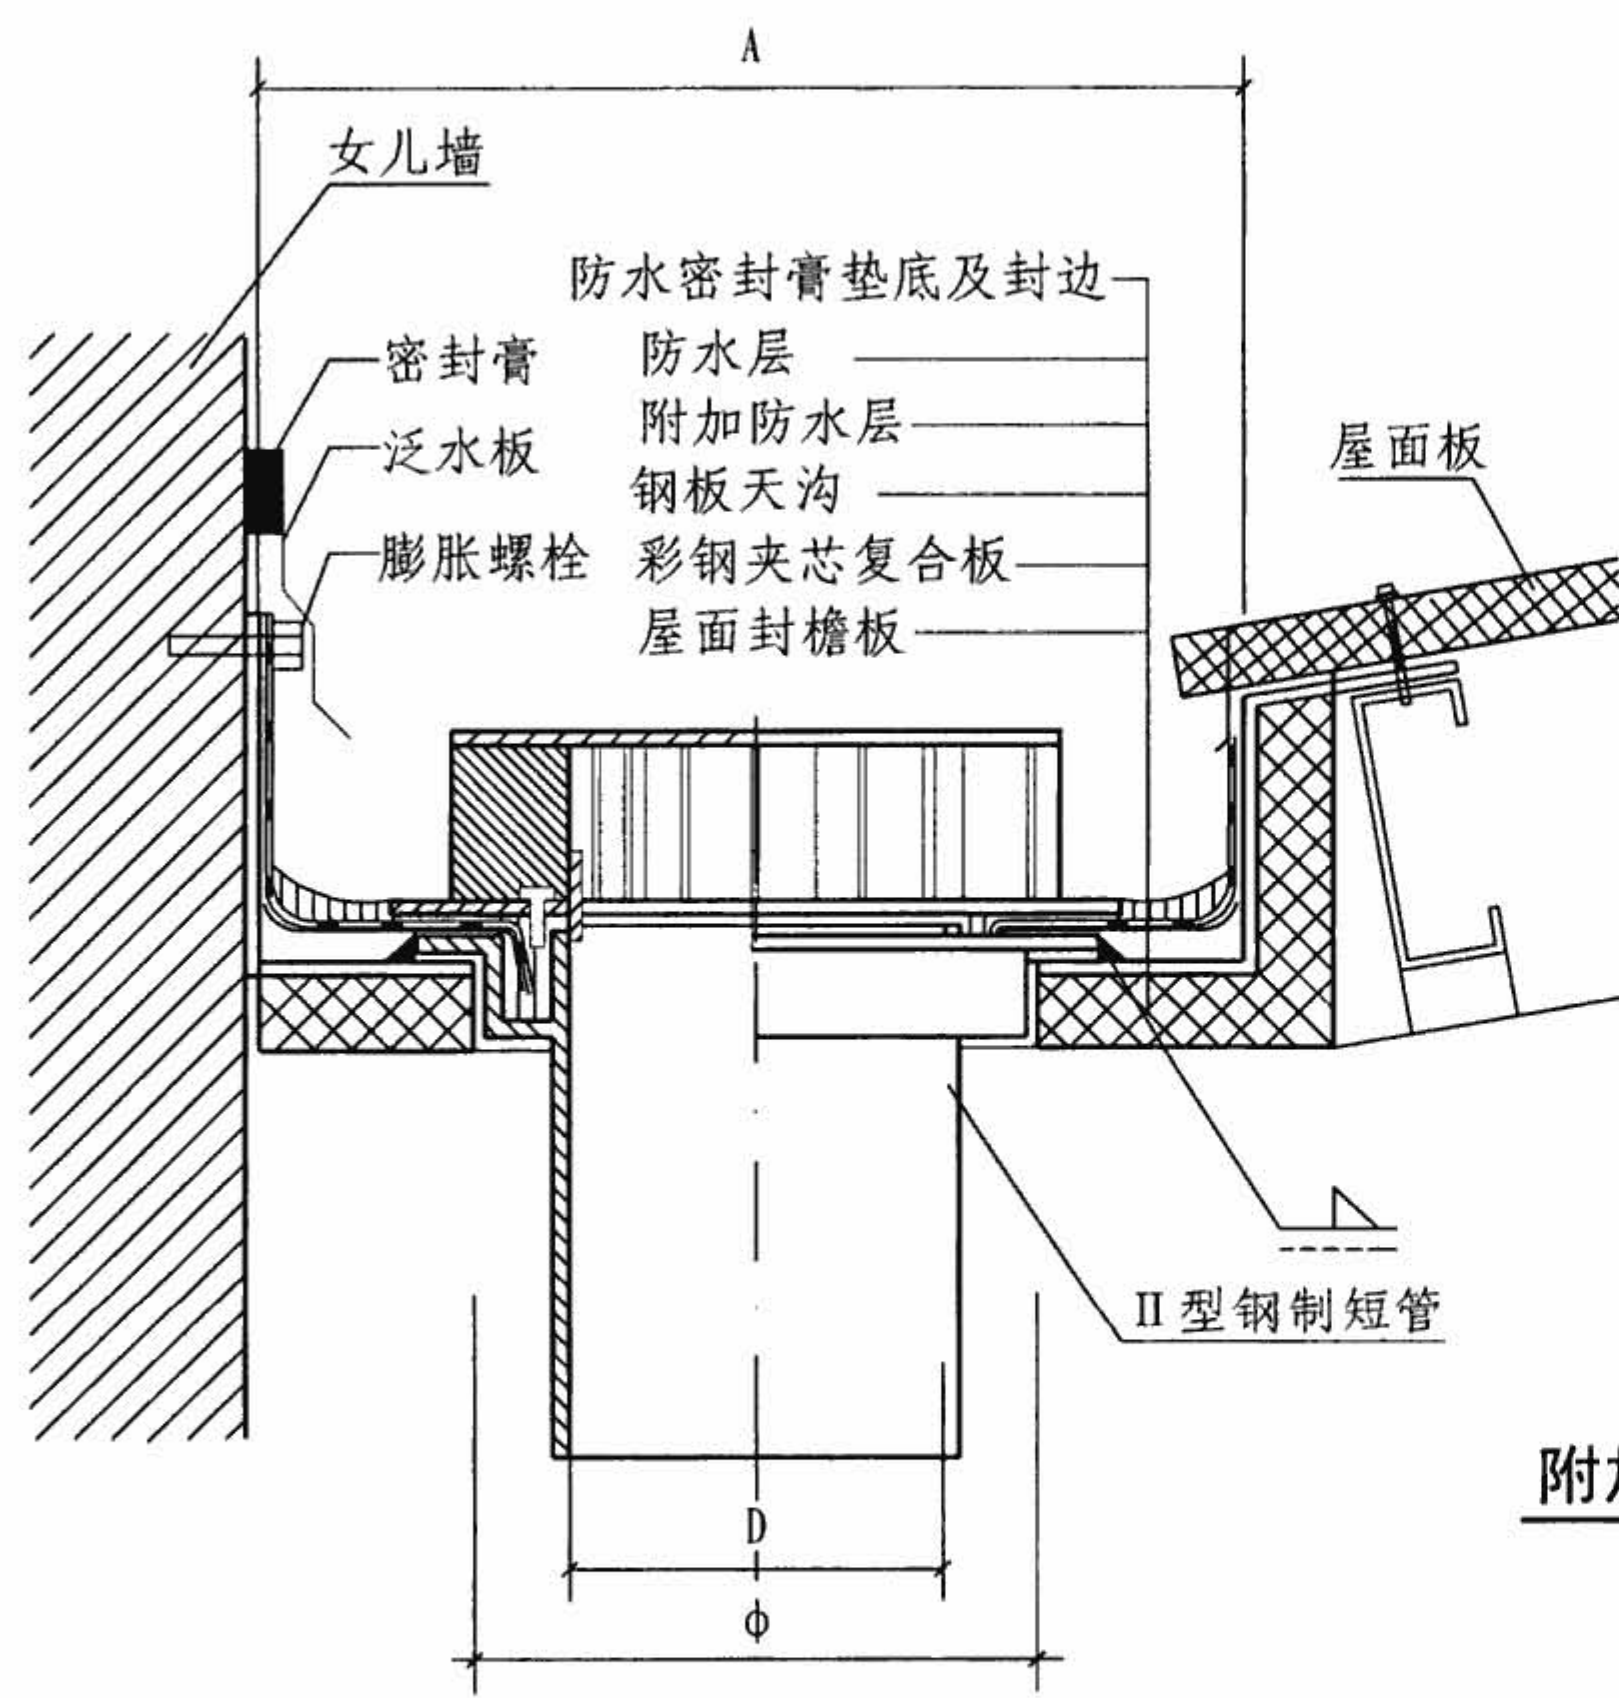 A
女儿墙
防水密封膏垫底及封边
密封膏
防水层
泛水板
附加防水层
钢板天沟
屋面板
膨胀螺栓
彩钢夹芯复合板
屋面封檐板
II型钢制短管
附
D
ф